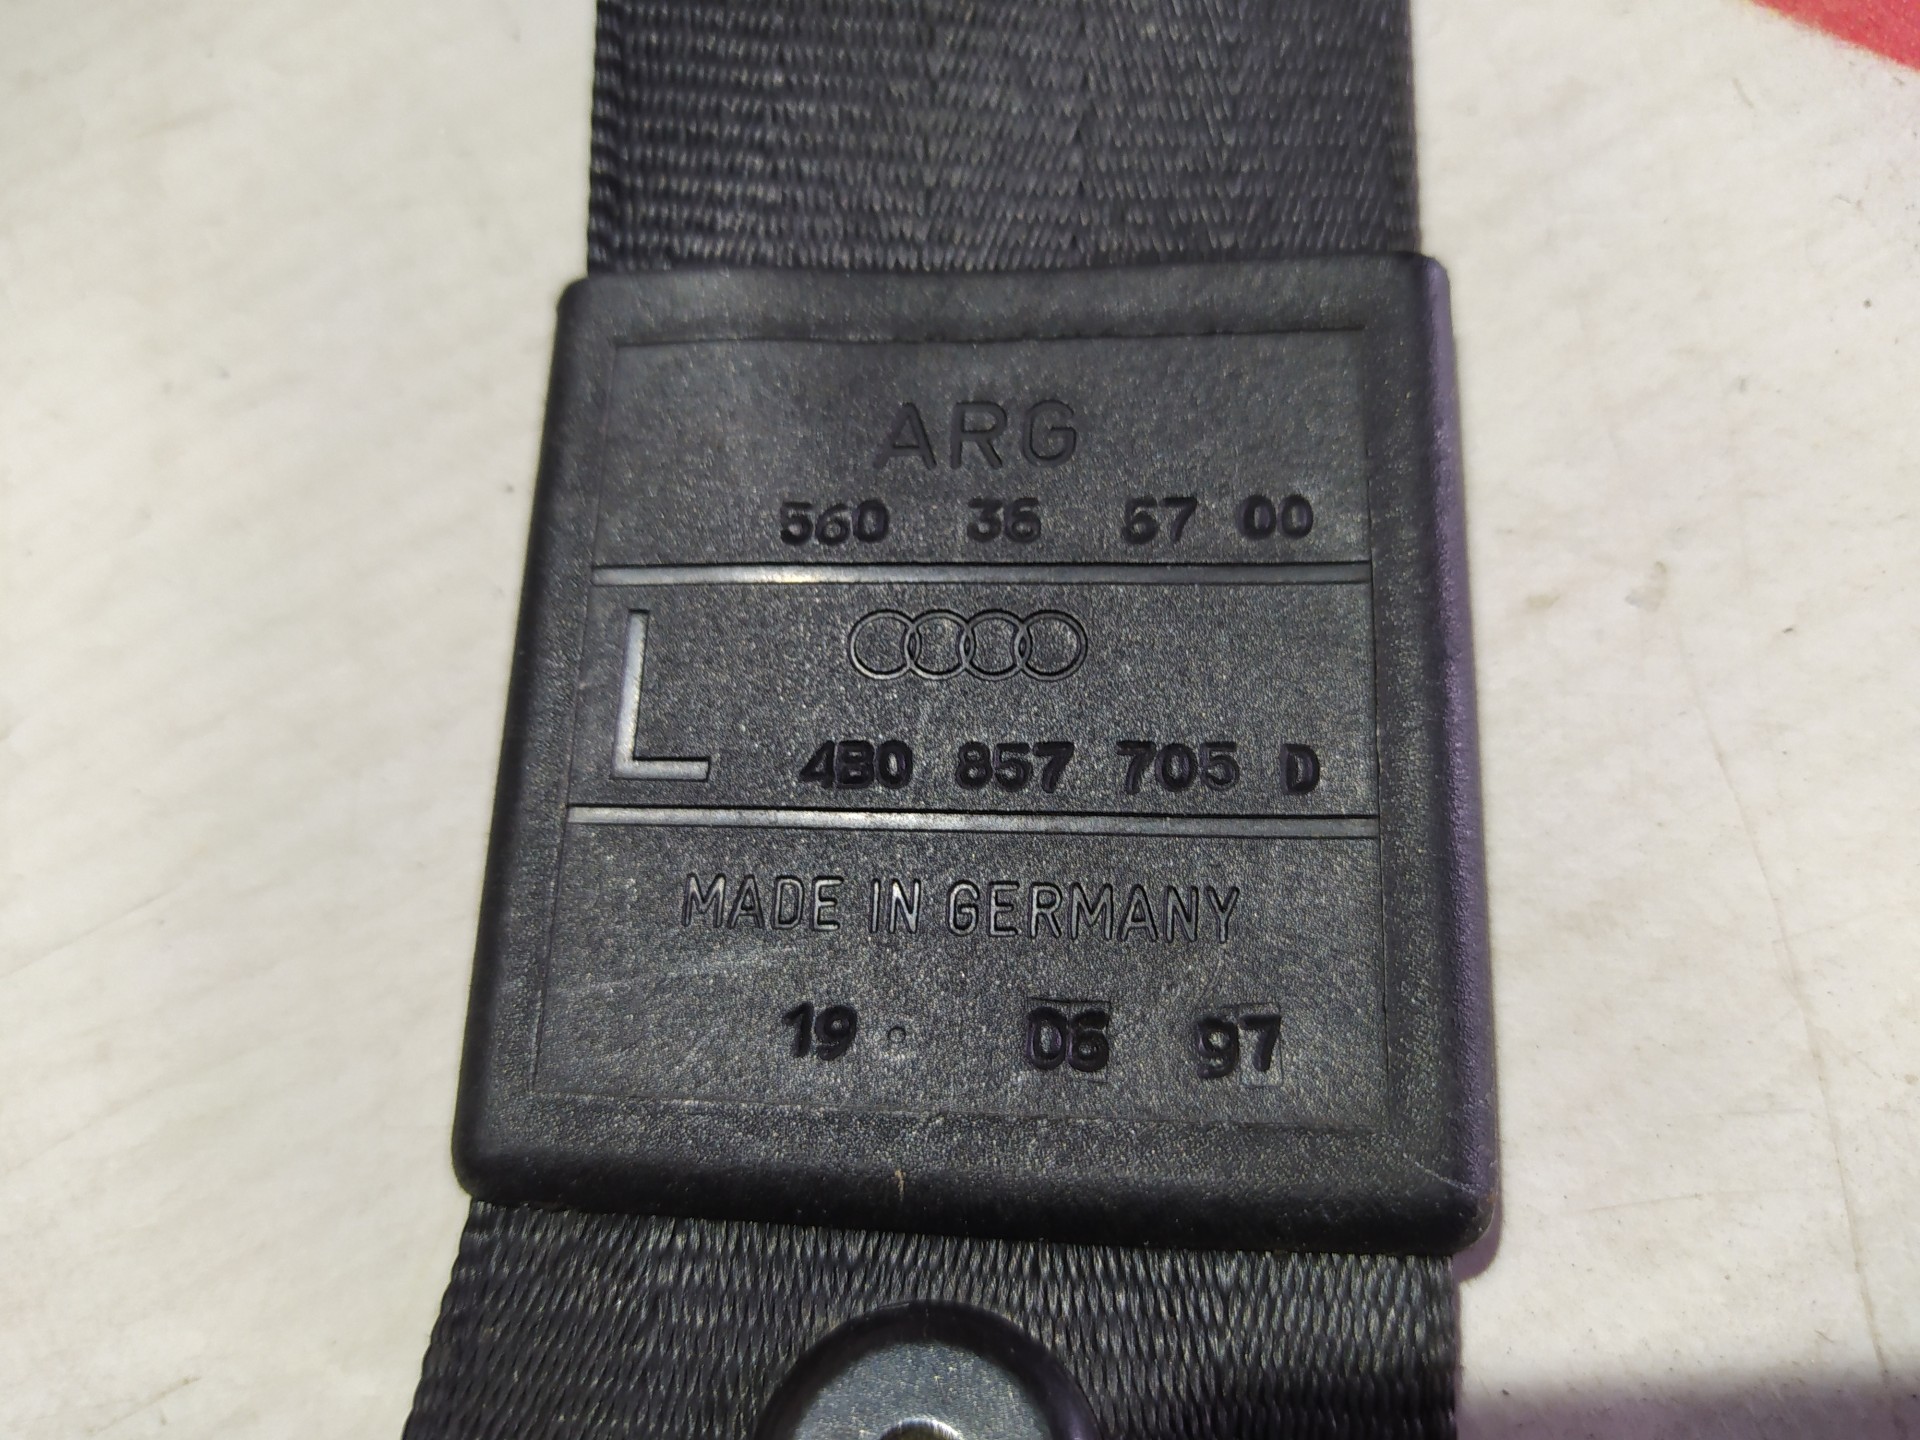 ARG
560 36 57 00
L
4B0 857 705 D
MADE IN GERMANY
19 06 97